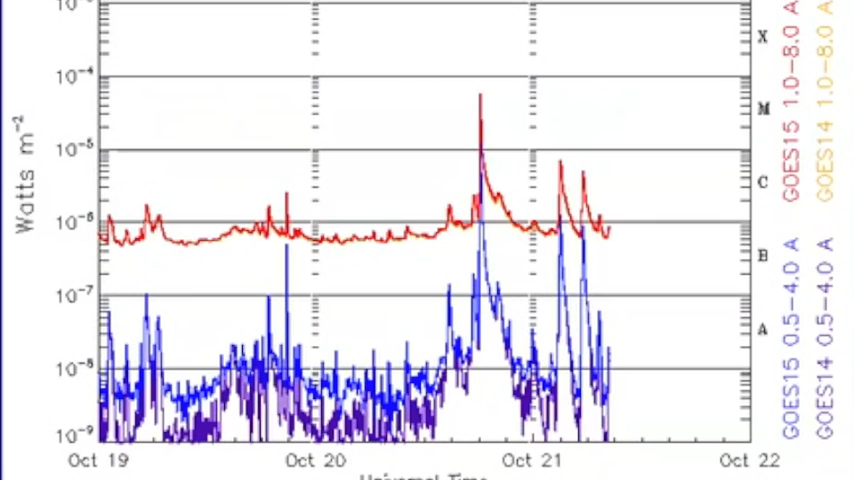 10⁻⁴
10⁻⁵
10⁻⁶
10⁻⁷
10⁻⁸
10⁻⁹
Watts m⁻²
X
M
C
B
A
Oct 19
Oct 20
Oct 21
Oct 22
Universal Time
GOES15 1.0-8.0 A
GOES14 1.0-8.0 A
GOES15 0.5-4.0 A
GOES14 0.5-4.0 A